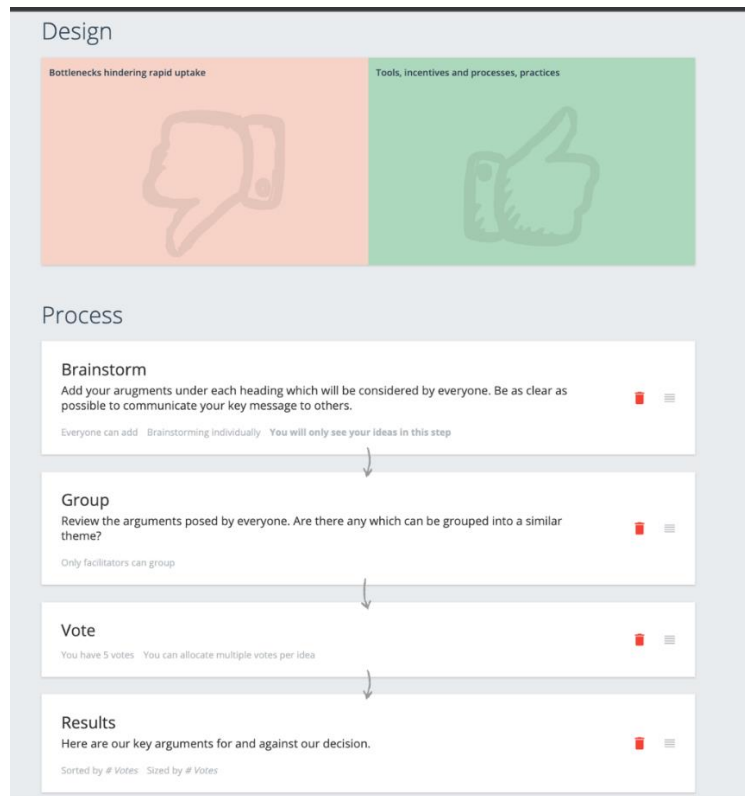 Design
Bottlenecks hindering rapid uptake
Tools, incentives and processes, practices
Process
Brainstorm
Add your arugments under each heading which will be considered by everyone. Be as clear as
possible to communicate your key message to others.
Everyone can add   Brainstorming individually   You will only see your ideas in this step
Group
Review the arguments posed by everyone. Are there any which can be grouped into a similar
theme?
Only facilitators can group
Vote
You have 5 votes   You can allocate multiple votes per idea
Results
Here are our key arguments for and against our decision.
Sorted by # Votes   Sized by # Votes